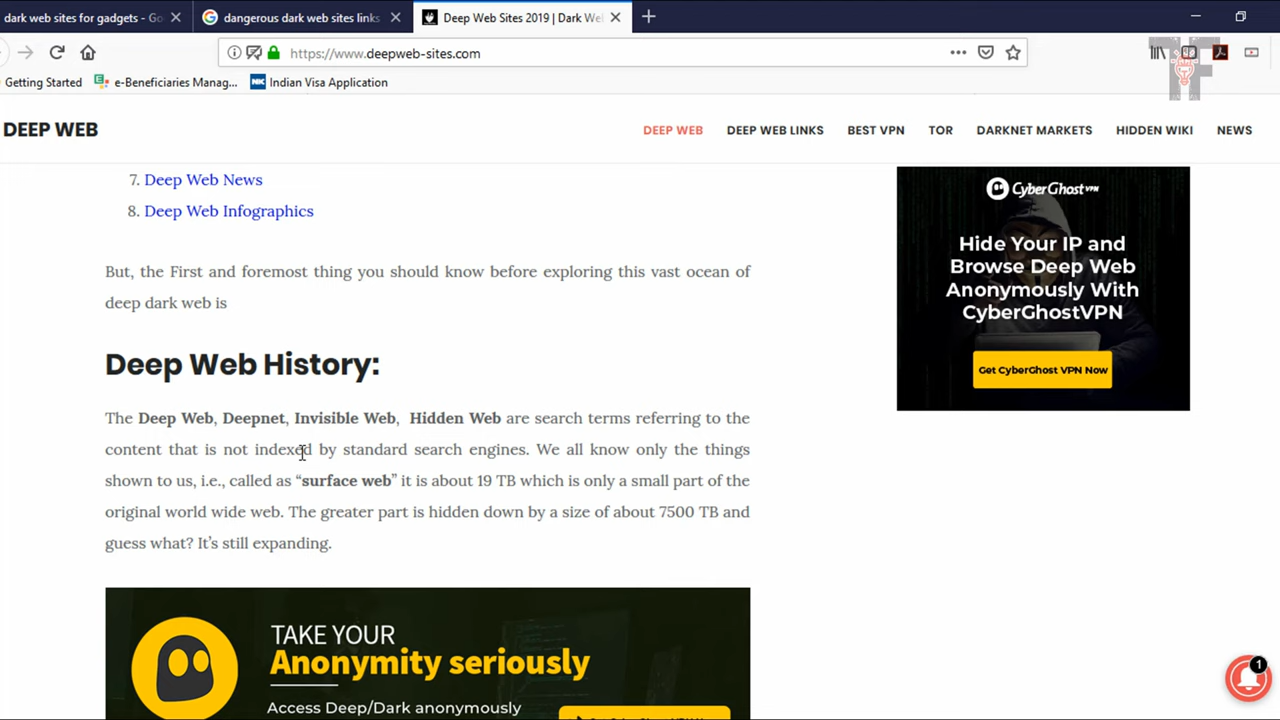 dark web sites for gadgets - Go
dangerous dark web sites links
Deep Web Sites 2019 | Dark We
https://www.deepweb-sites.com
Getting Started
e-Beneficiaries Manag...
NK Indian Visa Application
TF
DEEP WEB
DEEP WEB
DEEP WEB LINKS
BEST VPN
TOR
DARKNET MARKETS
HIDDEN WIKI
NEWS
7. Deep Web News
8. Deep Web Infographics
But, the First and foremost thing you should know before exploring this vast ocean of
deep dark web is
Deep Web History:
The Deep Web, Deepnet, Invisible Web, Hidden Web are search terms referring to the
content that is not indexed by standard search engines. We all know only the things
shown to us, i.e., called as “surface web” it is about 19 TB which is only a small part of the
original world wide web. The greater part is hidden down by a size of about 7500 TB and
guess what? It’s still expanding.
TAKE YOUR
Anonymity seriously
Access Deep/Dark anonymously
CyberGhost VPN
Hide Your IP and
Browse Deep Web
Anonymously With
CyberGhostVPN
Get CyberGhost VPN Now
1